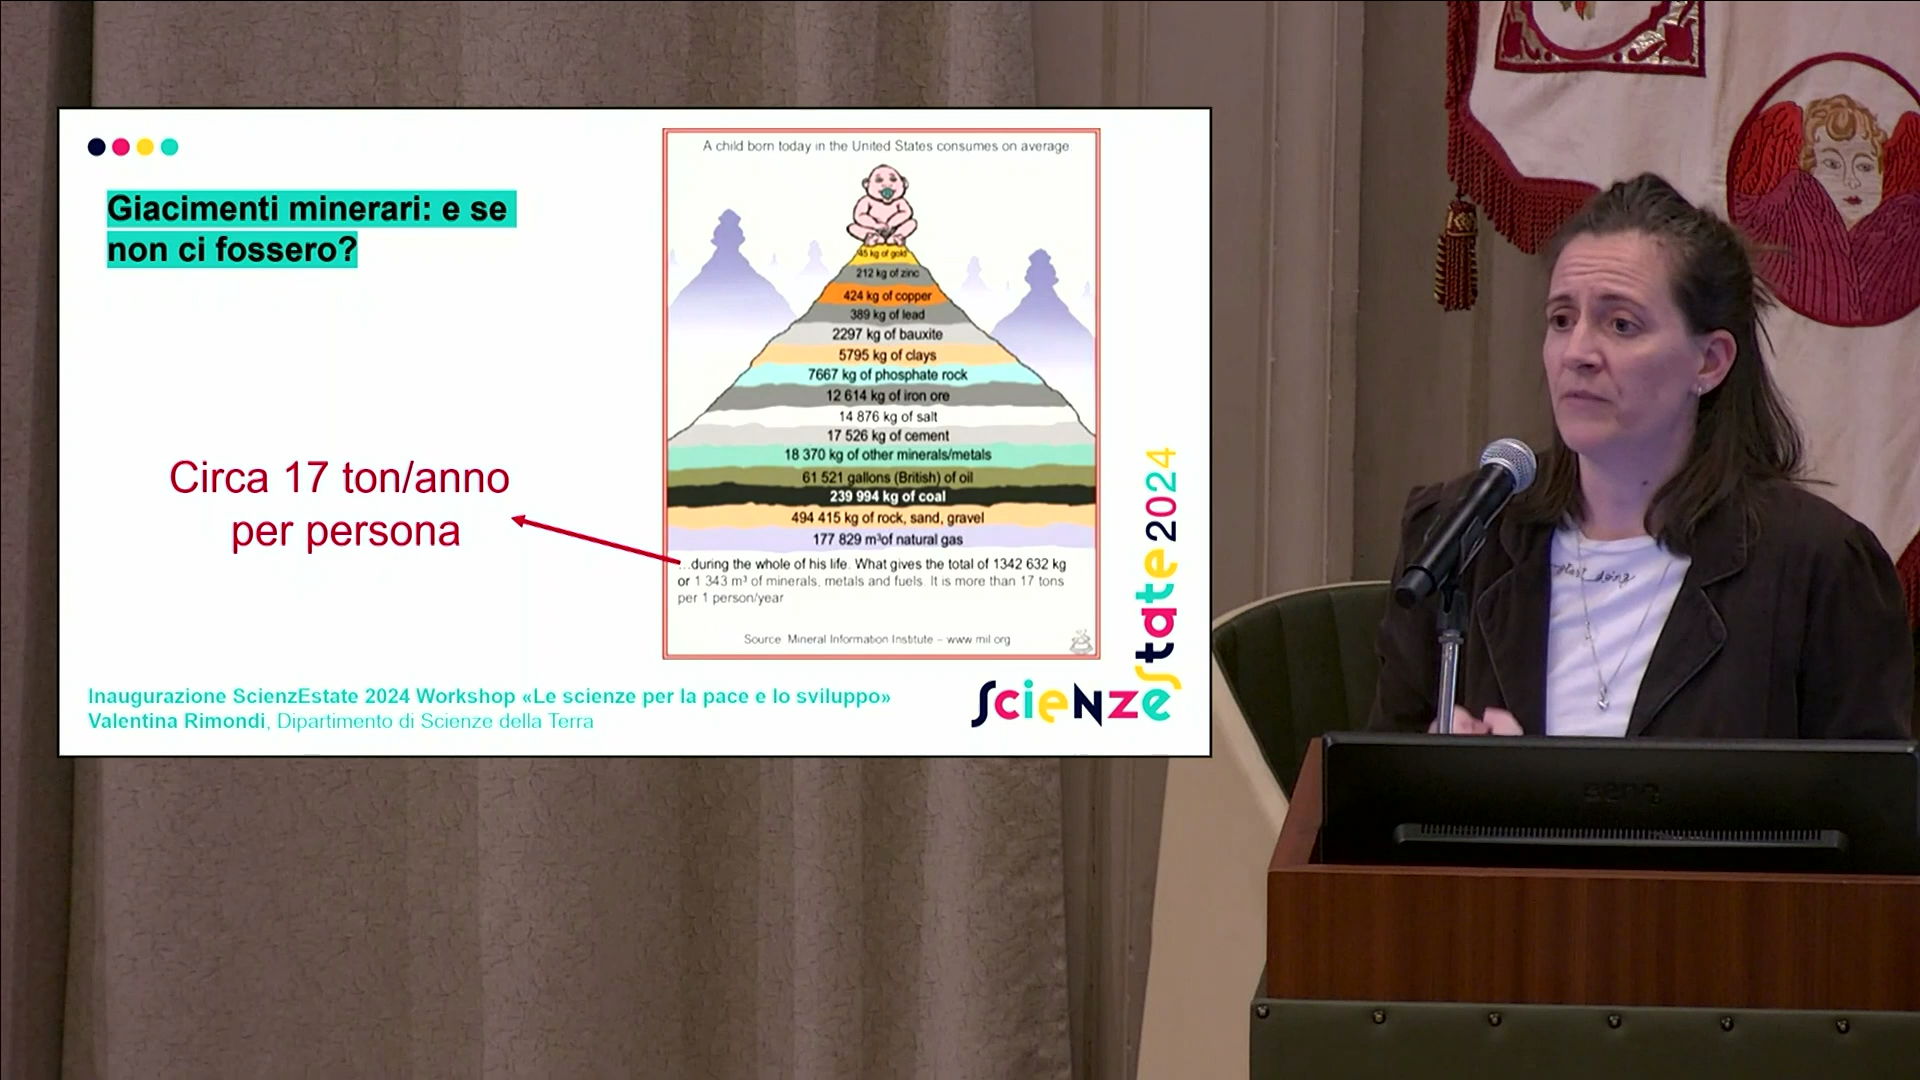 Giacimenti minerari: e se
non ci fossero?
Circa 17 ton/anno
per persona
A child born today in the United States consumes on average
45 kg of gold
212 kg of zinc
424 kg of copper
389 kg of lead
2297 kg of bauxite
5795 kg of clays
7667 kg of phosphate rock
12 614 kg of iron ore
14 876 kg of salt
17 526 kg of cement
18 370 kg of other minerals/metals
61 521 gallons (British) of oil
239 994 kg of coal
494 415 kg of rock, sand, gravel
177 829 m³of natural gas
...during the whole of his life. What gives the total of 1342 632 kg
or 1 343 m³ of minerals, metals and fuels. It is more than 17 tons
per 1 person/year
Source: Mineral Information Institute – www mil org
Inaugurazione ScienzEstate 2024 Workshop «Le scienze per la pace e lo sviluppo»
Valentina Rimondi, Dipartimento di Scienze della Terra
ScieNzE
state 2024